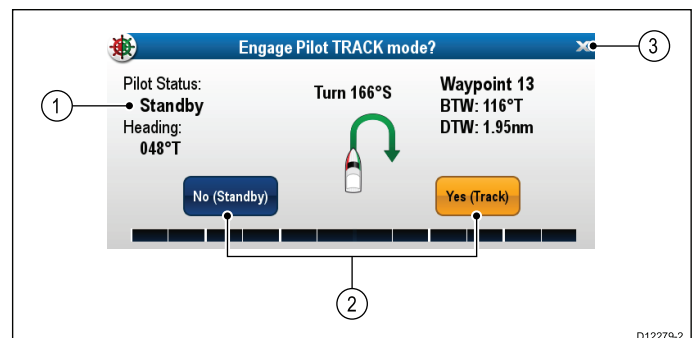 Engage Pilot TRACK mode?
X
3
1
Pilot Status:
Standby
Heading:
048°T
Turn 166°S
Waypoint 13
BTW: 116°T
DTW: 1.95nm
No (Standby)
Yes (Track)
2
D12279-2